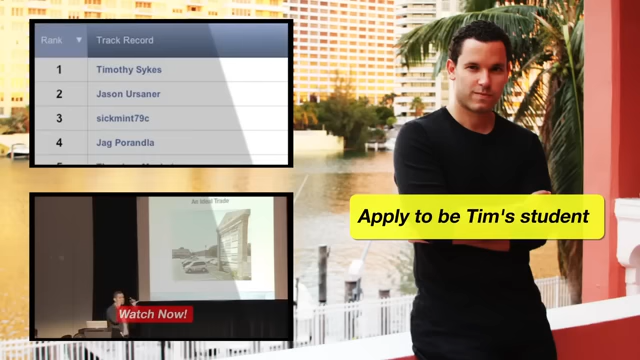 Rank ▼ Track Record
1 Timothy Sykes
2 Jason Ursaner
3 sickmint79c
4 Jag Porandla
An Ideal Trade
Watch Now!
Apply to be Tim's student